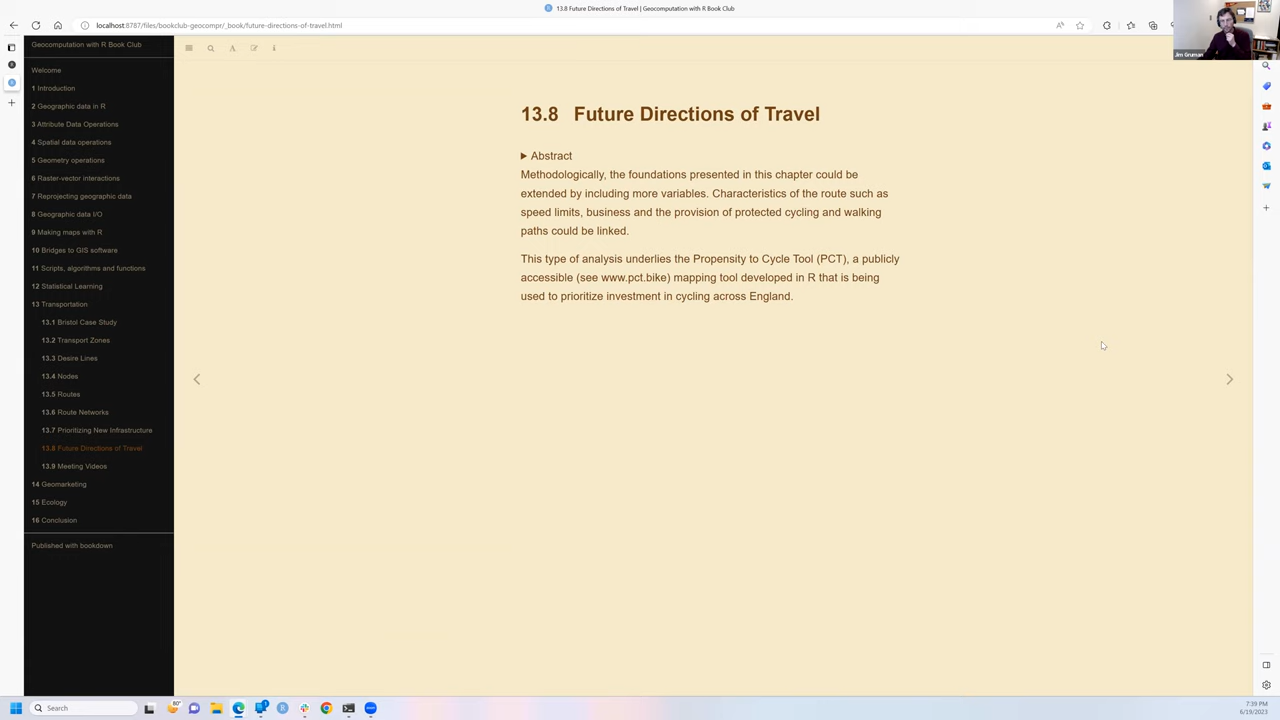 13.8 Future Directions of Travel | Geocomputation with R Book Club
localhost:8787/files/bookclub-geocompr/_book/future-directions-of-travel.html
Jim Gruman
Geocomputation with R Book Club
Welcome
1 Introduction
2 Geographic data in R
3 Attribute Data Operations
4 Spatial data operations
5 Geometry operations
6 Raster-vector interactions
7 Reprojecting geographic data
8 Geographic data I/O
9 Making maps with R
10 Bridges to GIS software
11 Scripts, algorithms and functions
12 Statistical Learning
13 Transportation
13.1 Bristol Case Study
13.2 Transport Zones
13.3 Desire Lines
13.4 Nodes
13.5 Routes
13.6 Route Networks
13.7 Prioritizing New Infrastructure
13.8 Future Directions of Travel
13.9 Meeting Videos
14 Geomarketing
15 Ecology
16 Conclusion
Published with bookdown
13.8 Future Directions of Travel
Abstract
Methodologically, the foundations presented in this chapter could be
extended by including more variables. Characteristics of the route such as
speed limits, business and the provision of protected cycling and walking
paths could be linked.
This type of analysis underlies the Propensity to Cycle Tool (PCT), a publicly
accessible (see www.pct.bike) mapping tool developed in R that is being
used to prioritize investment in cycling across England.
Search
80°
7:39 PM
6/19/2023